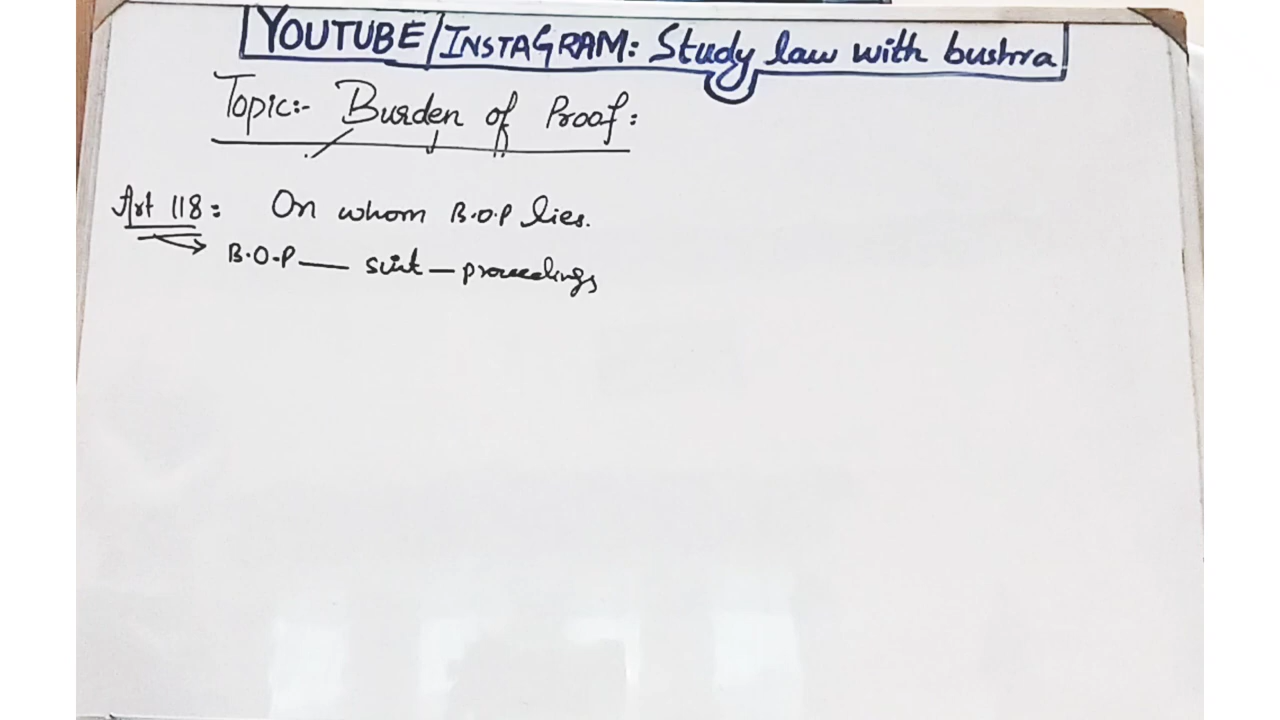 YOUTUBE/INSTAGRAM: Study law with bushra
Topic:- Burden of Proof:
Art 118: On whom B.O.P lies.
B.O.P — suit — proceedings